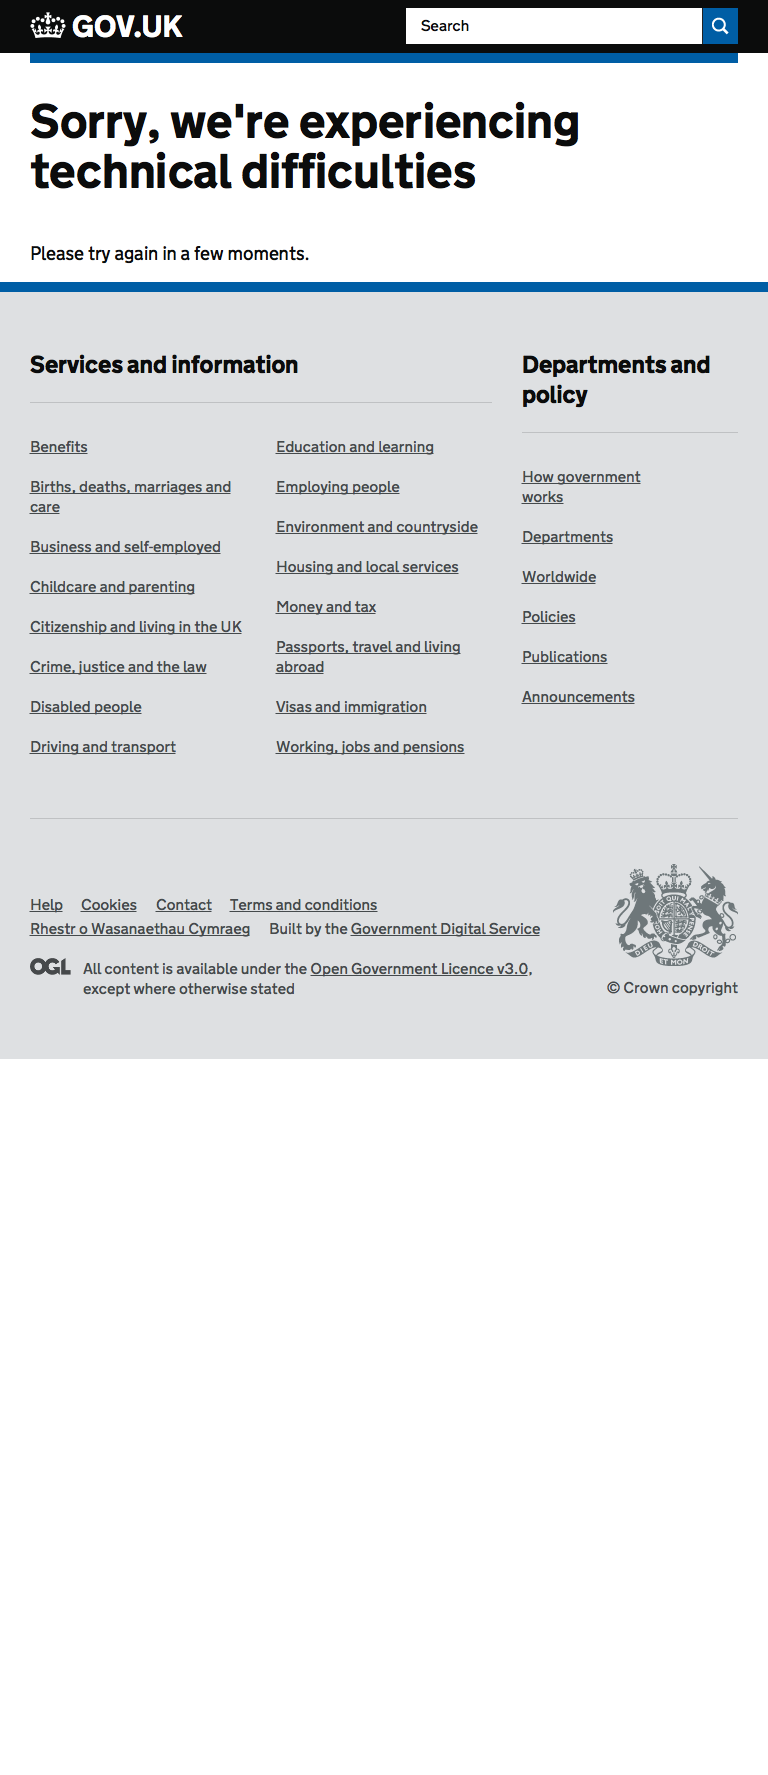 GOV.UK
Search
Sorry, we're experiencing
technical difficulties
Please try again in a few moments.
Services and information
Benefits
Births, deaths, marriages and
care
Business and self-employed
Childcare and parenting
Citizenship and living in the UK
Crime, justice and the law
Disabled people
Driving and transport
Education and learning
Employing people
Environment and countryside
Housing and local services
Money and tax
Passports, travel and living
abroad
Visas and immigration
Working, jobs and pensions
Departments and
policy
How government
works
Departments
Worldwide
Policies
Publications
Announcements
Help Cookies Contact Terms and conditions
Rhestr o Wasanaethau Cymraeg Built by the Government Digital Service
OGL All content is available under the Open Government Licence v3.0,
except where otherwise stated
DIEU ET MON DROIT
© Crown copyright